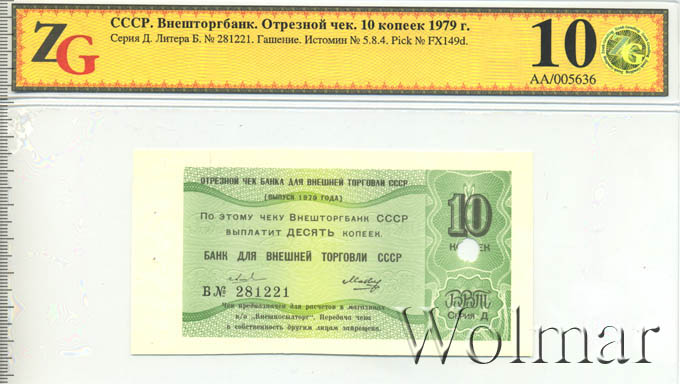 ZG
СССР. Внешторгбанк. Отрезной чек. 10 копеек 1979 г.
Серия Д. Литера Б. № 281221. Гашение. Истомин № 5.8.4. Pick № FX149d.
10
AA/005636
ZG
ОТРЕЗНОЙ ЧЕК БАНКА ДЛЯ ВНЕШНЕЙ ТОРГОВЛИ СССР
(ВЫПУСК 1979 ГОДА)
По этому чеку Внешторгбанк СССР
выплатит ДЕСЯТЬ копеек.
БАНК ДЛЯ ВНЕШНЕЙ ТОРГОВЛИ СССР
В № 281221
Чек предназначен для расчетов в магазинах
в/о „Внешпосылторг". Передача чека
в собственность другим лицам запрещена.
10
КОПЕЕК
Серия Д
Wolmar